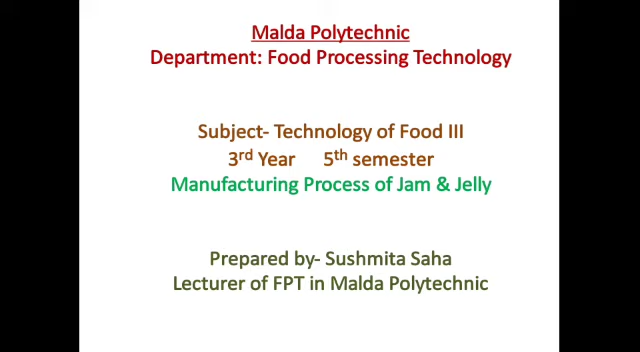 Malda Polytechnic
Department: Food Processing Technology
Subject- Technology of Food III
3rd Year 5th semester
Manufacturing Process of Jam & Jelly
Prepared by- Sushmita Saha
Lecturer of FPT in Malda Polytechnic